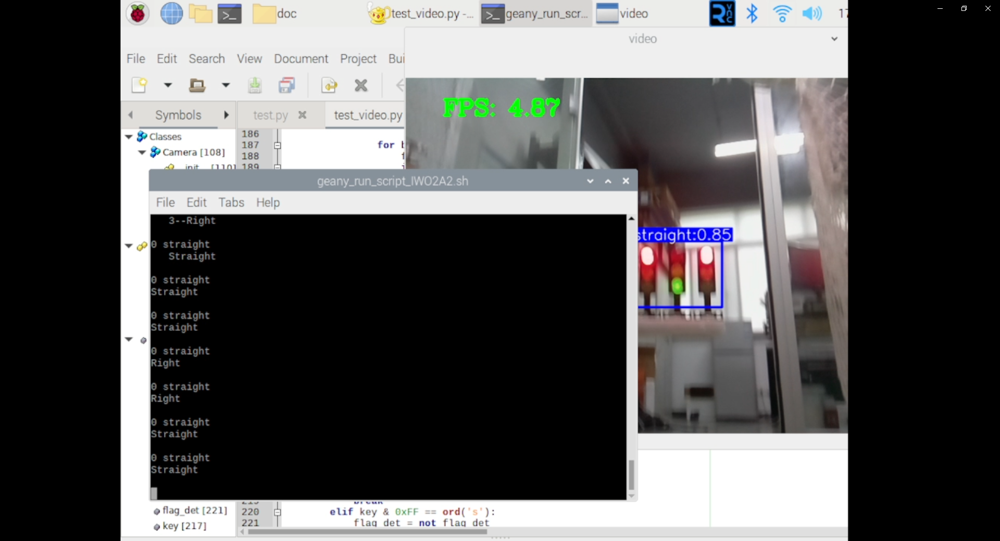 doc
test_video.py -...
geany_run_scr...
video
17
video
File Edit Search View Document Project Bui
Symbols
test.py
test_video.py
Classes
Camera [108]
init [110]
186
187 for b
188
189
FPS: 4.87
straight:0.85
geany_run_script_IWO2A2.sh
File Edit Tabs Help
3--Right
0 straight
Straight
0 straight
Straight
0 straight
Straight
0 straight
Right
0 straight
Right
0 straight
Straight
0 straight
Straight
flag_det [221]
key [217]
219 break
220 elif key & 0xFF == ord('s'):
221 flag_det = not flag_det